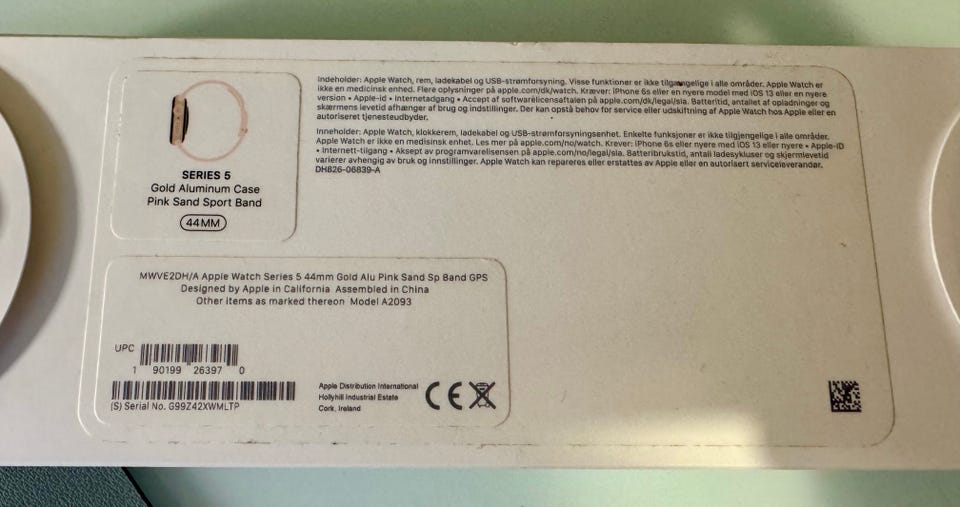 SERIES 5
Gold Aluminum Case
Pink Sand Sport Band
44MM
Indeholder: Apple Watch, rem, ladekabel og USB-strømforsyning. Visse funktioner er ikke tilgængelige i alle områder. Apple Watch er
ikke en medicinsk enhed. Flere oplysninger på apple.com/dk/watch. Kræver: iPhone 6s eller en nyere model med iOS 13 eller en nyere
version • Apple-id • Internetadgang • Accept af softwarelicensaftalen på apple.com/dk/legal/sla. Batteritid, antallet af opladninger og
skærmens levetid afhænger af brug og indstillinger. Der kan opstå behov for service eller udskiftning af Apple Watch hos Apple eller en
autoriseret tjenesteudbyder.
Inneholder: Apple Watch, klokkerem, ladekabel og USB-strømforsyningsenhet. Enkelte funksjoner er ikke tilgjengelige i alle områder.
Apple Watch er ikke en medisinsk enhet. Les mer på apple.com/no/watch. Krever: iPhone 6s eller nyere med iOS 13 eller nyere • Apple-ID
• Internett-tilgang • Aksept av programvarelisensen på apple.com/no/legal/sla. Batteribrukstid, antall ladesykluser og skjermlevetid
varierer avhengig av bruk og innstillinger. Apple Watch kan repareres eller erstattes av Apple eller en autorisert serviceleverandør.
DH826-06839-A
MWVE2DH/A Apple Watch Series 5 44mm Gold Alu Pink Sand Sp Band GPS
Designed by Apple in California Assembled in China
Other items as marked thereon Model A2093
UPC
1 90199 26397 0
(S) Serial No. G99Z42XWMLTP
Apple Distribution International
Hollyhill Industrial Estate
Cork, Ireland
CE